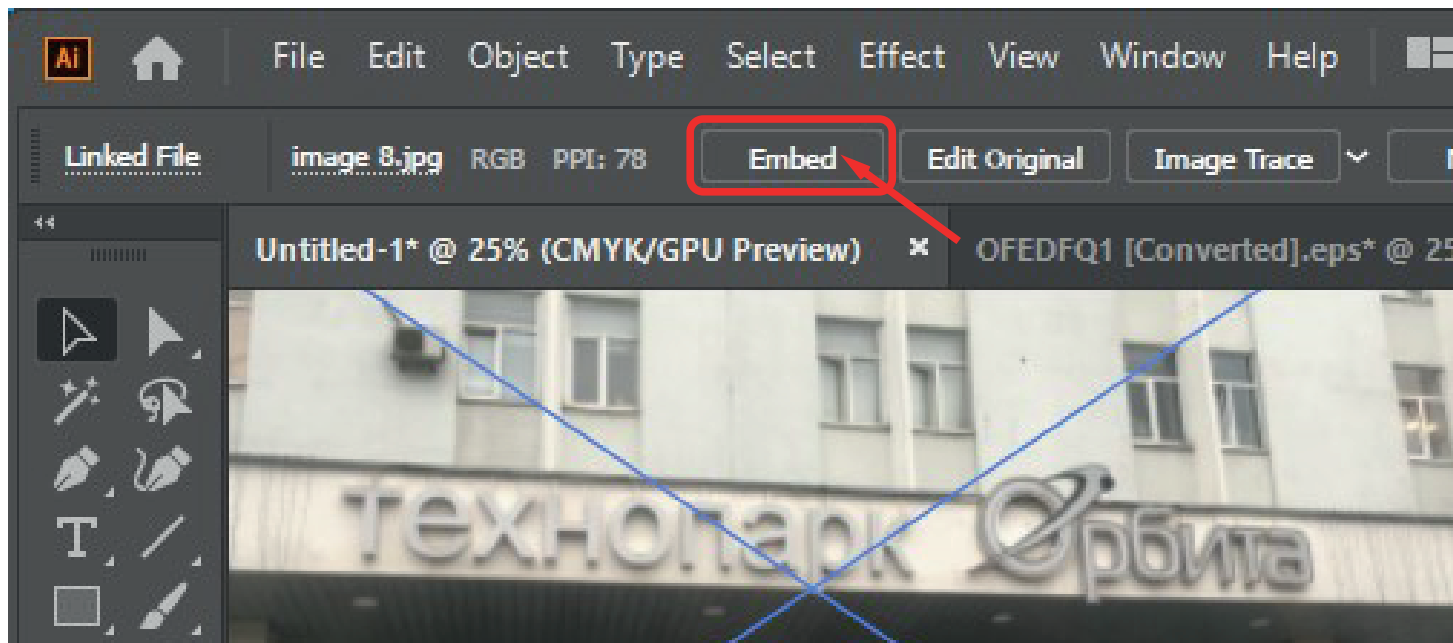 Ai File Edit Object Type Select Effect View Window Help
Linked File image 8.jpg RGB PPI: 78 Embed Edit Original Image Trace
Untitled-1* @ 25% (CMYK/GPU Preview) × OFEDFQ1 [Converted].eps* @ 25
технопарк Орбита